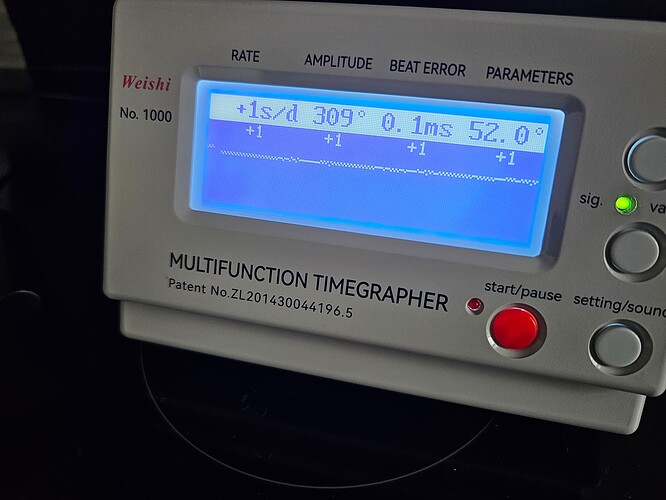 RATE AMPLITUDE BEAT ERROR PARAMETERS
Weishi
No. 1000
+1s/d 309° 0.1ms 52.0°
+1 +1 +1 +1
sig.
MULTIFUNCTION TIMEGRAPHER
Patent No.ZL201430044196.5
start/pause setting/sound